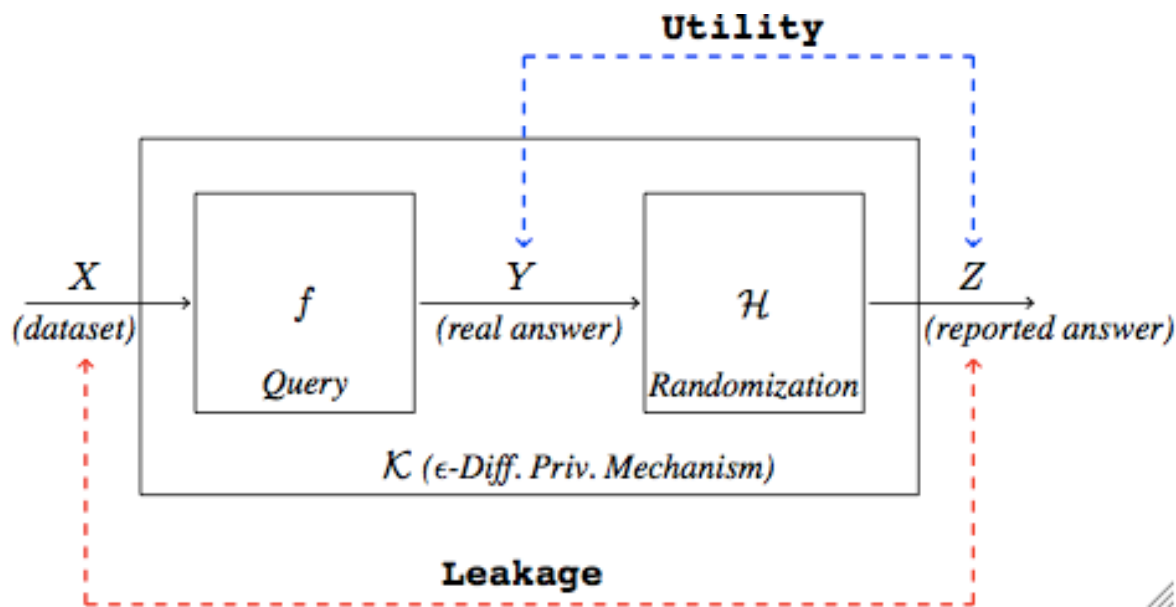 Utility
X
(dataset)
f
Query
Y
(real answer)
ℋ
Randomization
Z
(reported answer)
𝒦 (ϵ-Diff. Priv. Mechanism)
Leakage